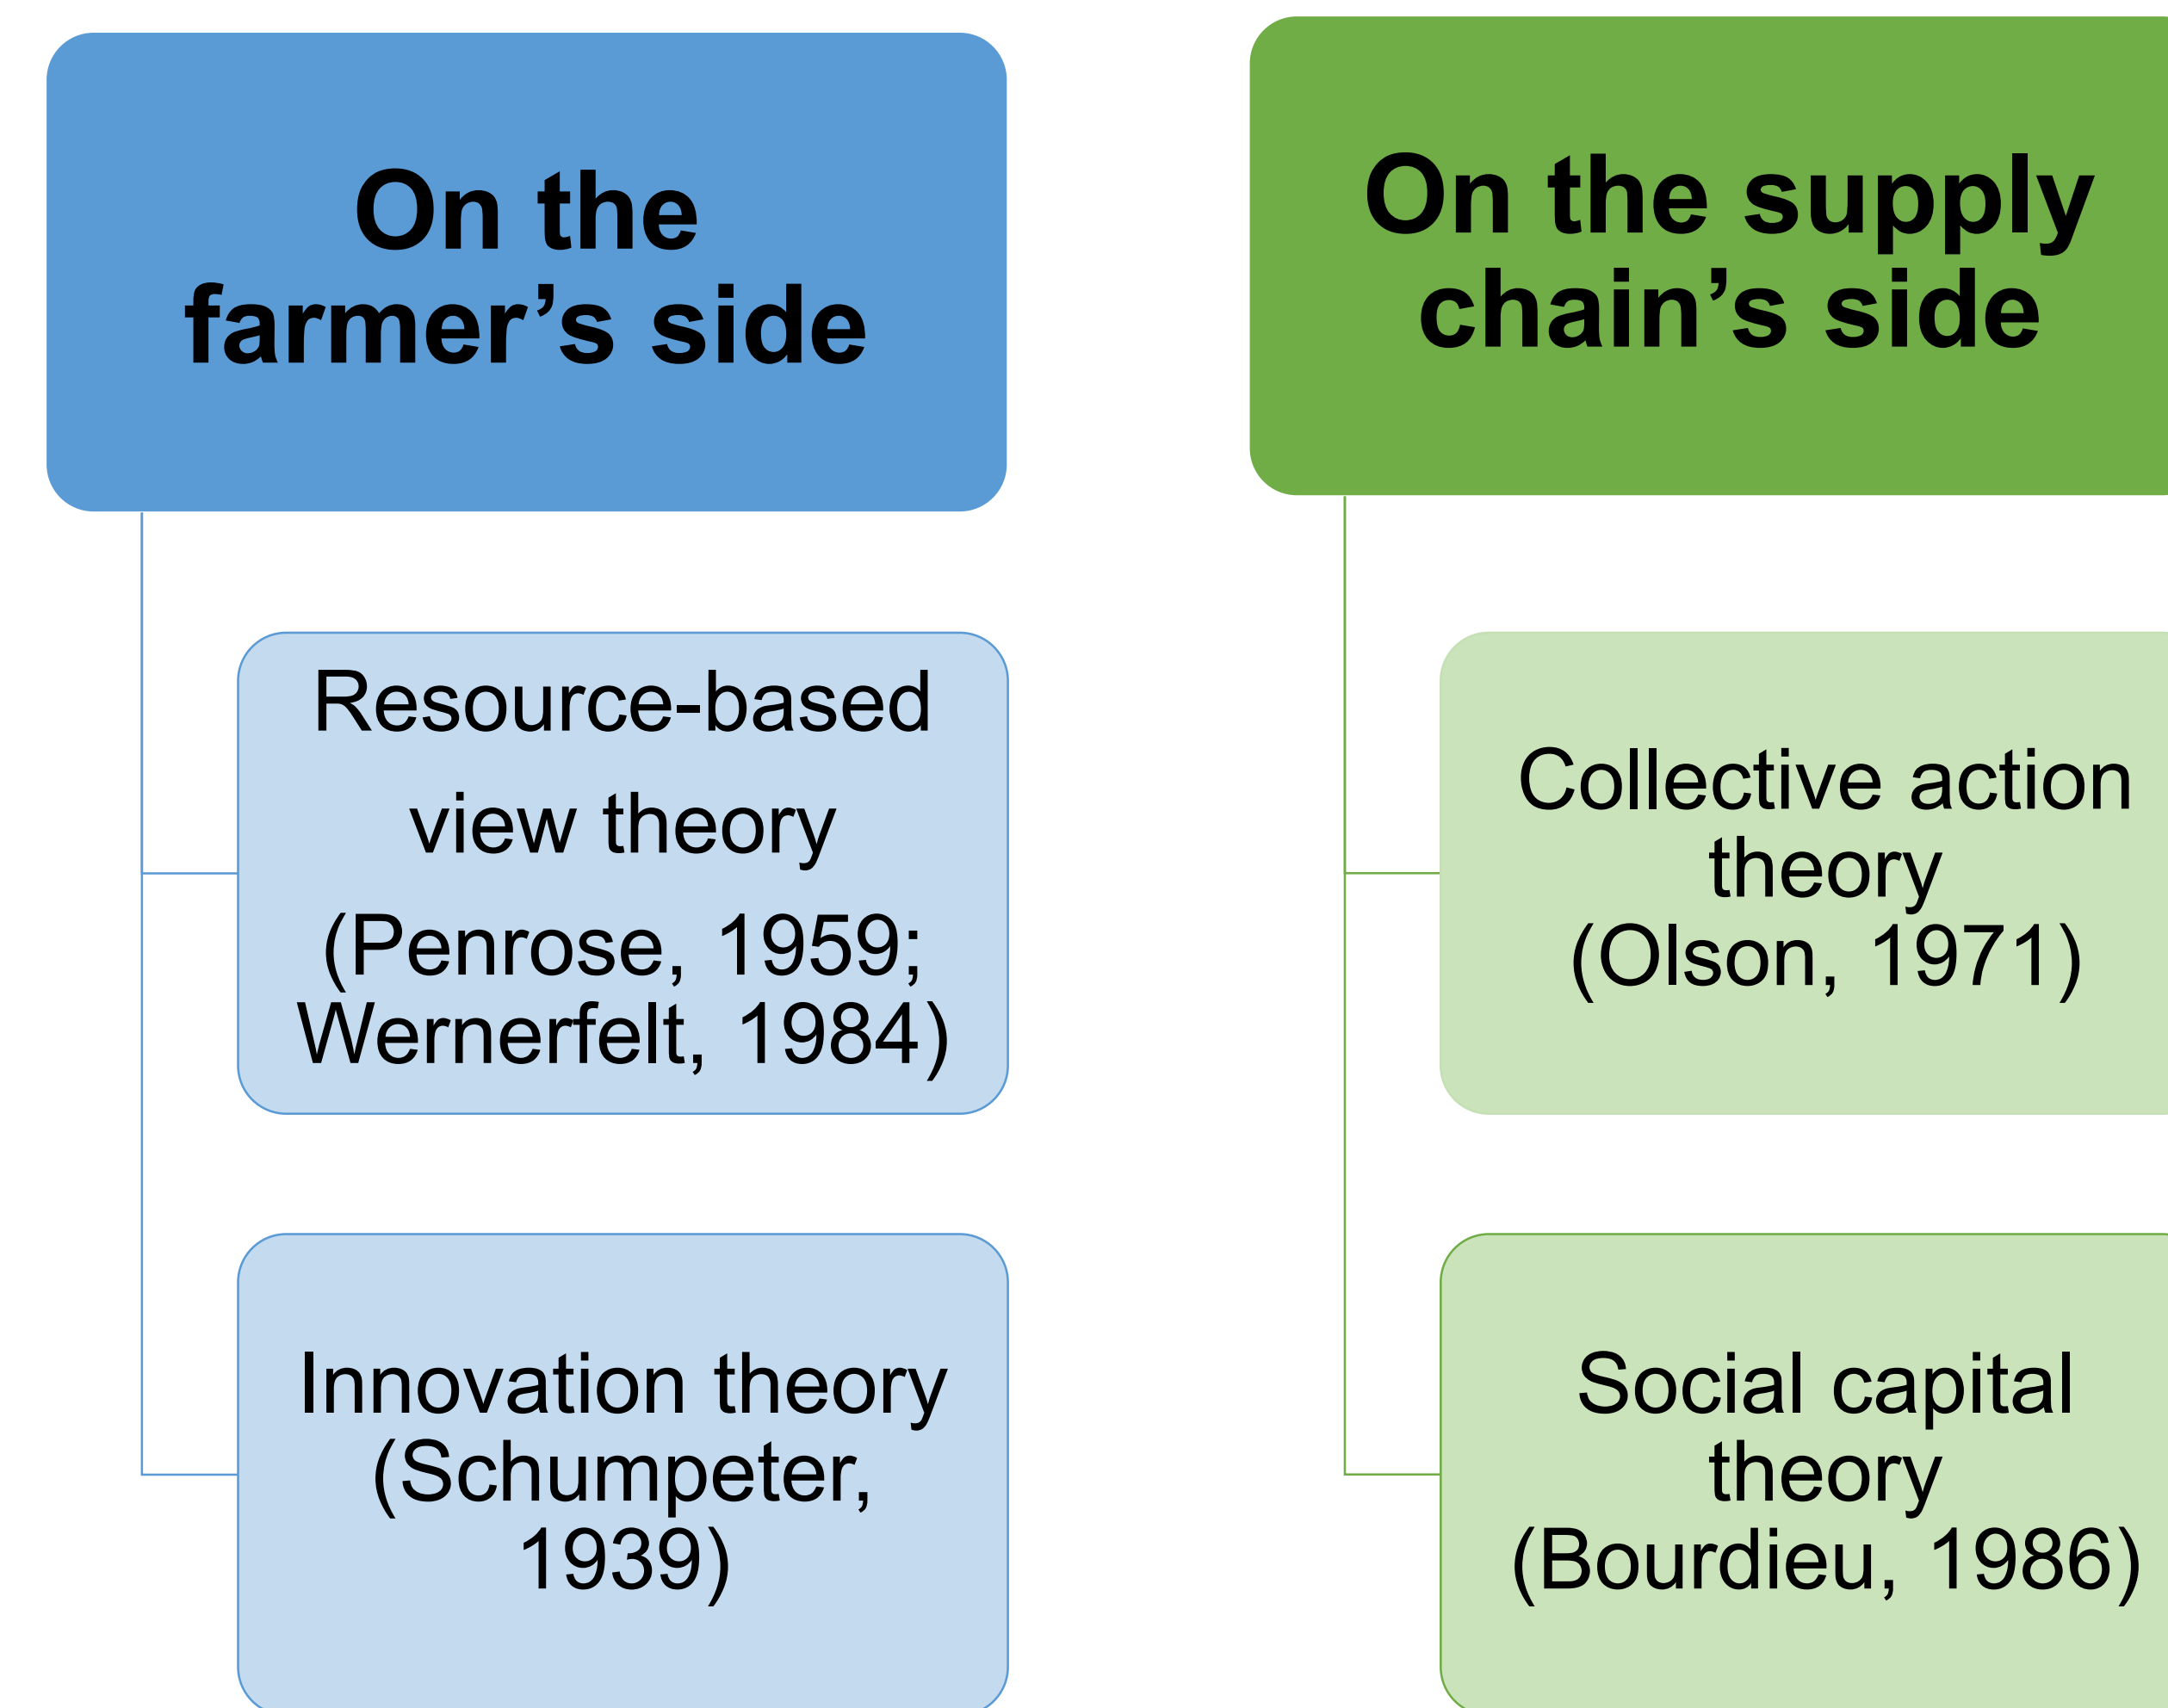 On the
farmer’s side
Resource-based
view theory
(Penrose, 1959;
Wernerfelt, 1984)
Innovation theory
(Schumpeter,
1939)
On the supply
chain’s side
Collective action
theory
(Olson, 1971)
Social capital
theory
(Bourdieu, 1986)